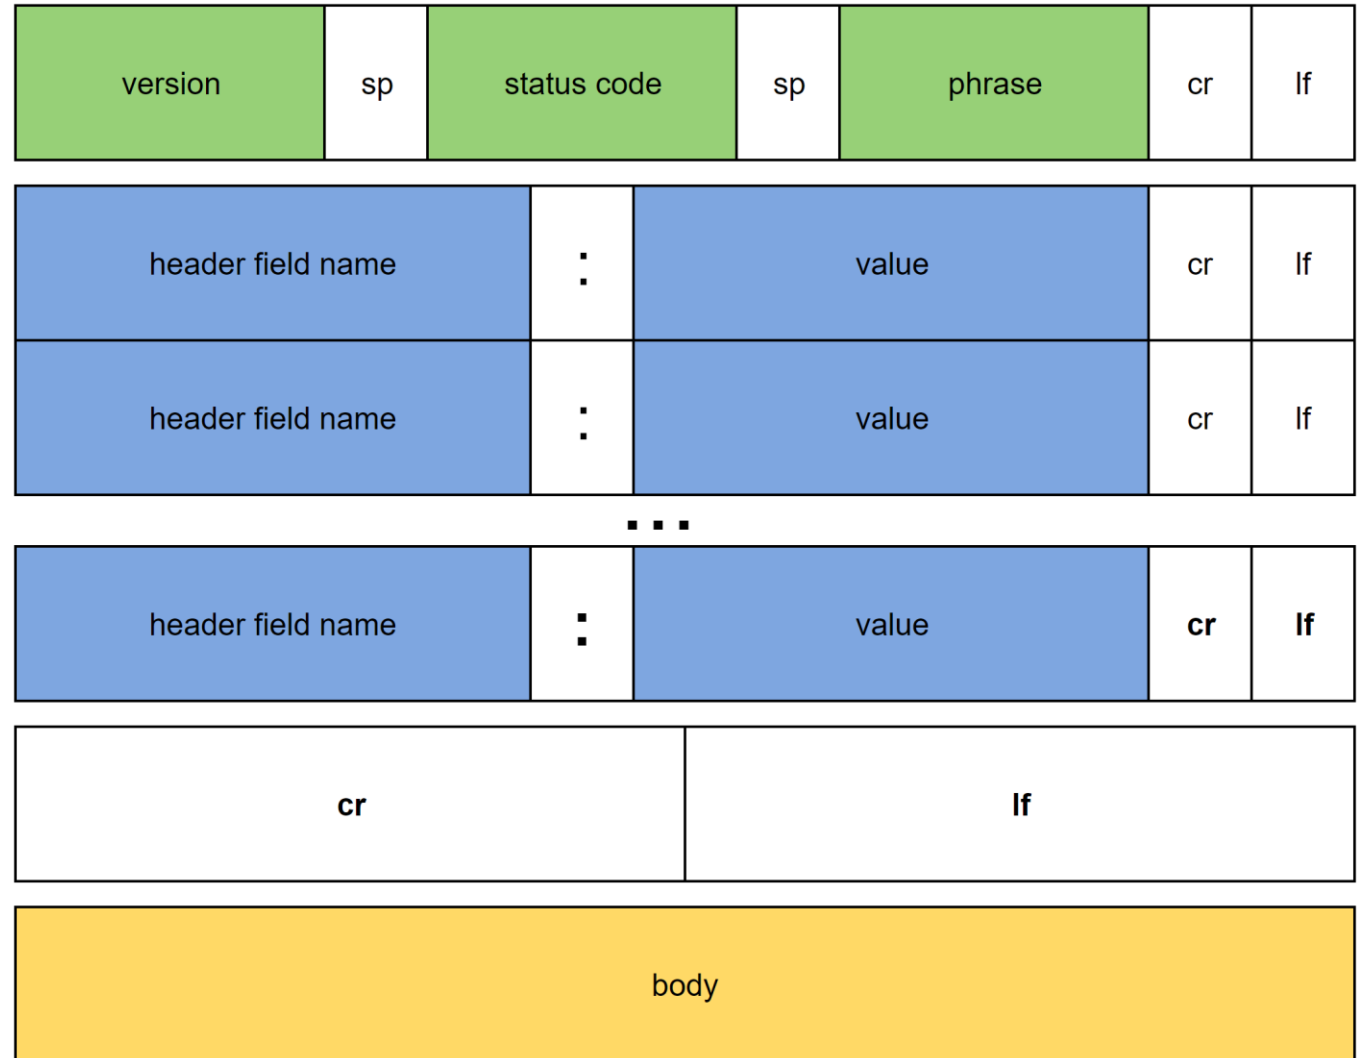 version sp status code sp phrase cr lf
header field name : value cr lf
header field name : value cr lf
...
header field name : value cr lf
cr lf
body